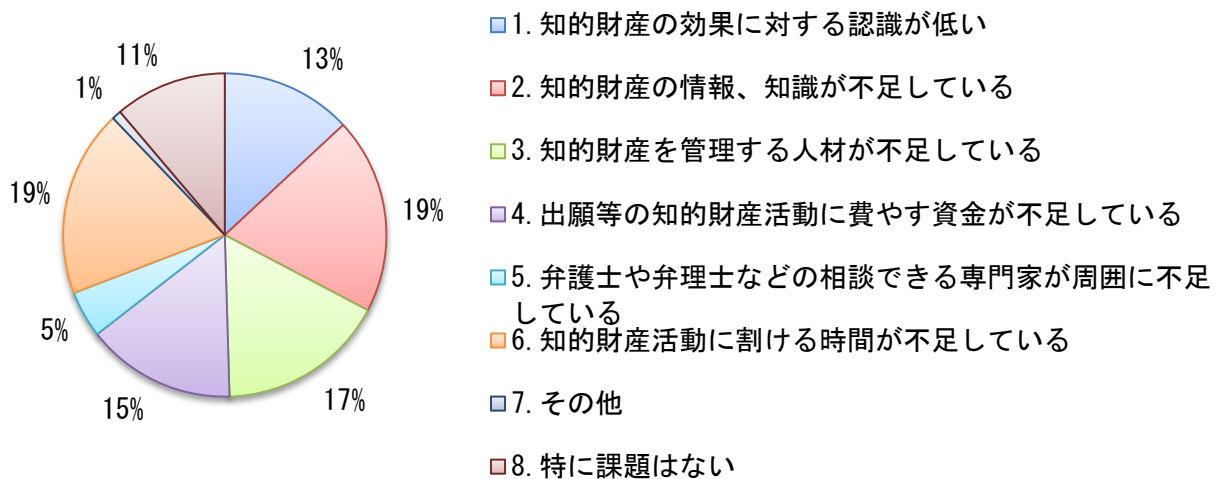 11%
13%
1%
19%
19%
5%
15%
17%
1. 知的財産の効果に対する認識が低い
2. 知的財産の情報、知識が不足している
3. 知的財産を管理する人材が不足している
4. 出願等の知的財産活動に費やす資金が不足している
5. 弁護士や弁理士などの相談できる専門家が周囲に不足
している
6. 知的財産活動に割ける時間が不足している
7. その他
8. 特に課題はない